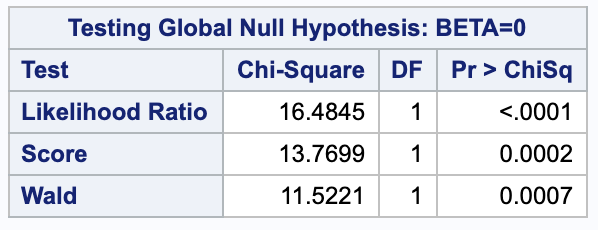 Testing Global Null Hypothesis: BETA=0
Test Chi-Square DF Pr > ChiSq
Likelihood Ratio 16.4845 1 <.0001
Score 13.7699 1 0.0002
Wald 11.5221 1 0.0007